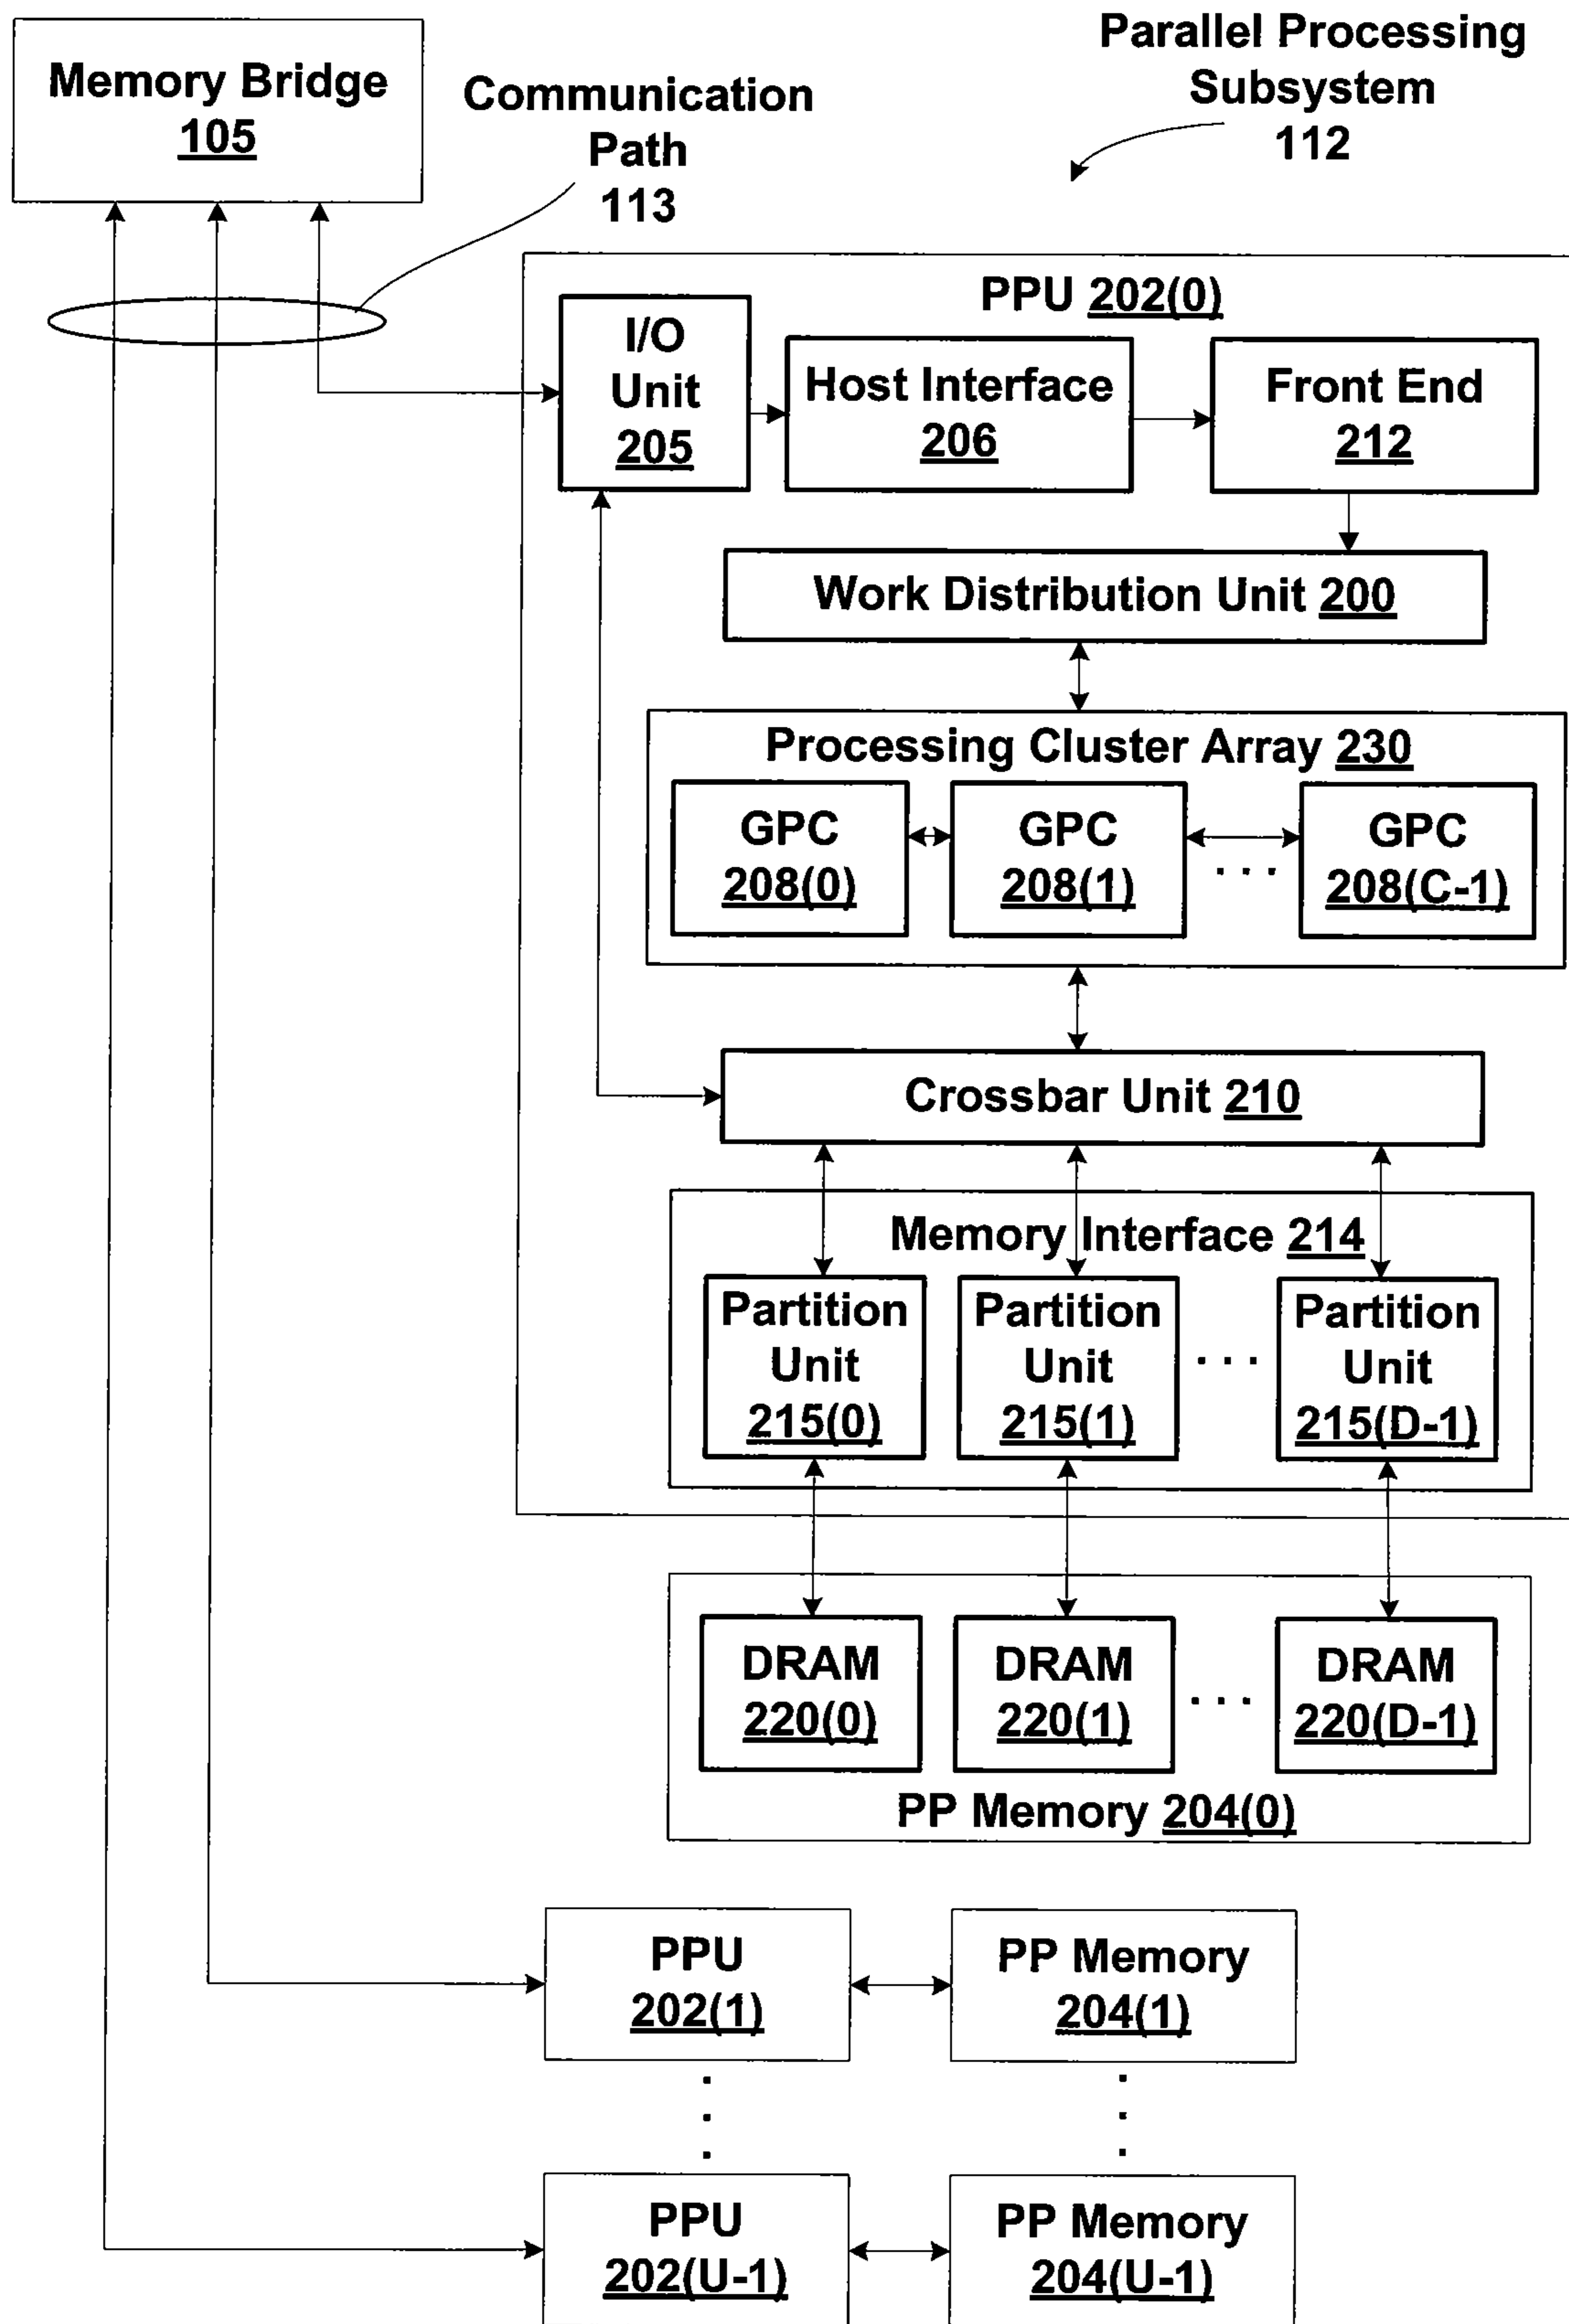 Memory Bridge
105
Communication
Path
113
Parallel Processing
Subsystem
112
PPU 202(0)
I/O
Unit
205
Host Interface
206
Front End
212
Work Distribution Unit 200
Processing Cluster Array 230
GPC
208(0)
GPC
208(1)
. . .
GPC
208(C-1)
Crossbar Unit 210
Memory Interface 214
Partition
Unit
215(0)
Partition
Unit
215(1)
. . .
Partition
Unit
215(D-1)
DRAM
220(0)
DRAM
220(1)
. . .
DRAM
220(D-1)
PP Memory 204(0)
PPU
202(1)
PP Memory
204(1)
PPU
202(U-1)
PP Memory
204(U-1)